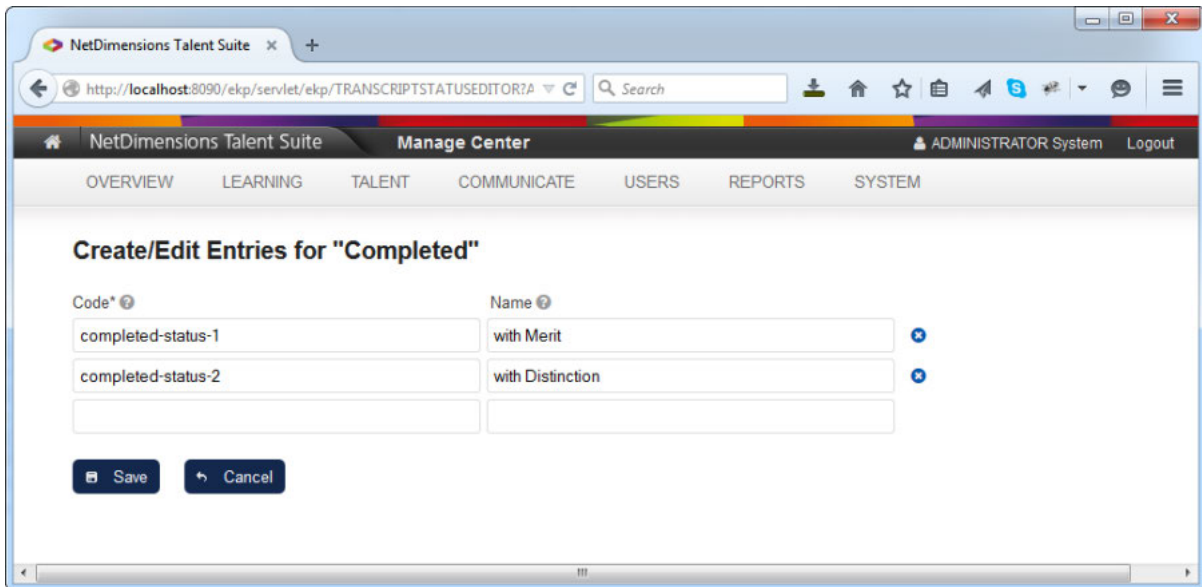 NetDimensions Talent Suite
http://localhost:8090/ekp/servlet/ekp/TRANSCRIPTSTATUSEDITOR?A
Search
NetDimensions Talent Suite Manage Center ADMINISTRATOR System Logout
OVERVIEW LEARNING TALENT COMMUNICATE USERS REPORTS SYSTEM
Create/Edit Entries for "Completed"
Code* Name
completed-status-1 with Merit
completed-status-2 with Distinction
Save Cancel